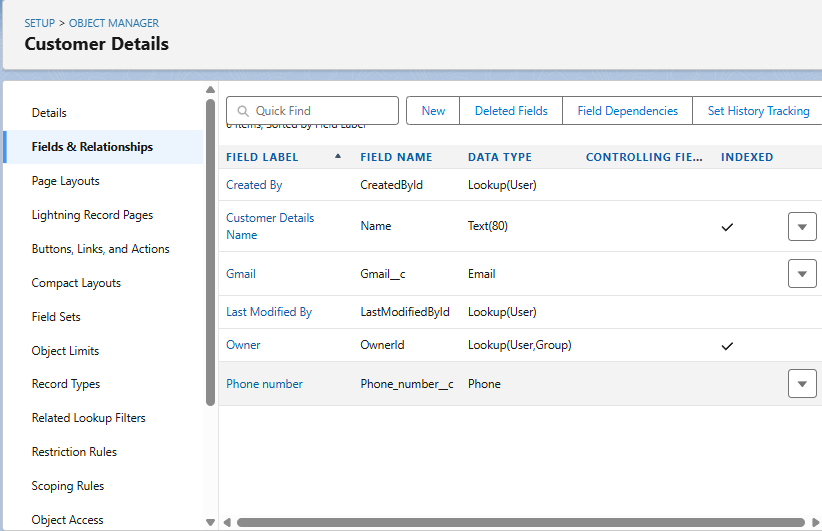 SETUP > OBJECT MANAGER
Customer Details
Details
Fields & Relationships
Page Layouts
Lightning Record Pages
Buttons, Links, and Actions
Compact Layouts
Field Sets
Object Limits
Record Types
Related Lookup Filters
Restriction Rules
Scoping Rules
Object Access
Quick Find
New
Deleted Fields
Field Dependencies
Set History Tracking
6 Items, Sorted by Field Label
FIELD LABEL FIELD NAME DATA TYPE CONTROLLING FIE... INDEXED
Created By CreatedById Lookup(User)
Customer Details
Name Name Text(80)
Gmail Gmail__c Email
Last Modified By LastModifiedById Lookup(User)
Owner OwnerId Lookup(User,Group)
Phone number Phone_number__c Phone